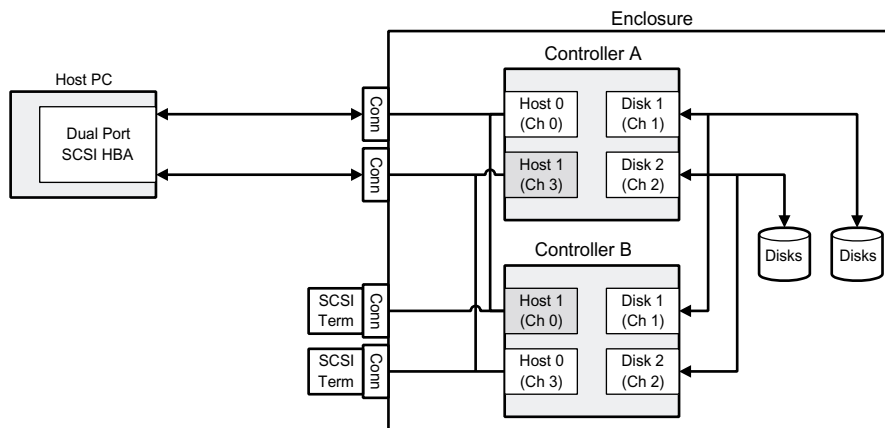 Enclosure
Controller A
Host PC
Dual Port
SCSI HBA
Conn
Conn
Host 0
(Ch 0)
Disk 1
(Ch 1)
Host 1
(Ch 3)
Disk 2
(Ch 2)
Disks
Disks
Controller B
SCSI
Term
Conn
Host 1
(Ch 0)
Disk 1
(Ch 1)
SCSI
Term
Conn
Host 0
(Ch 3)
Disk 2
(Ch 2)